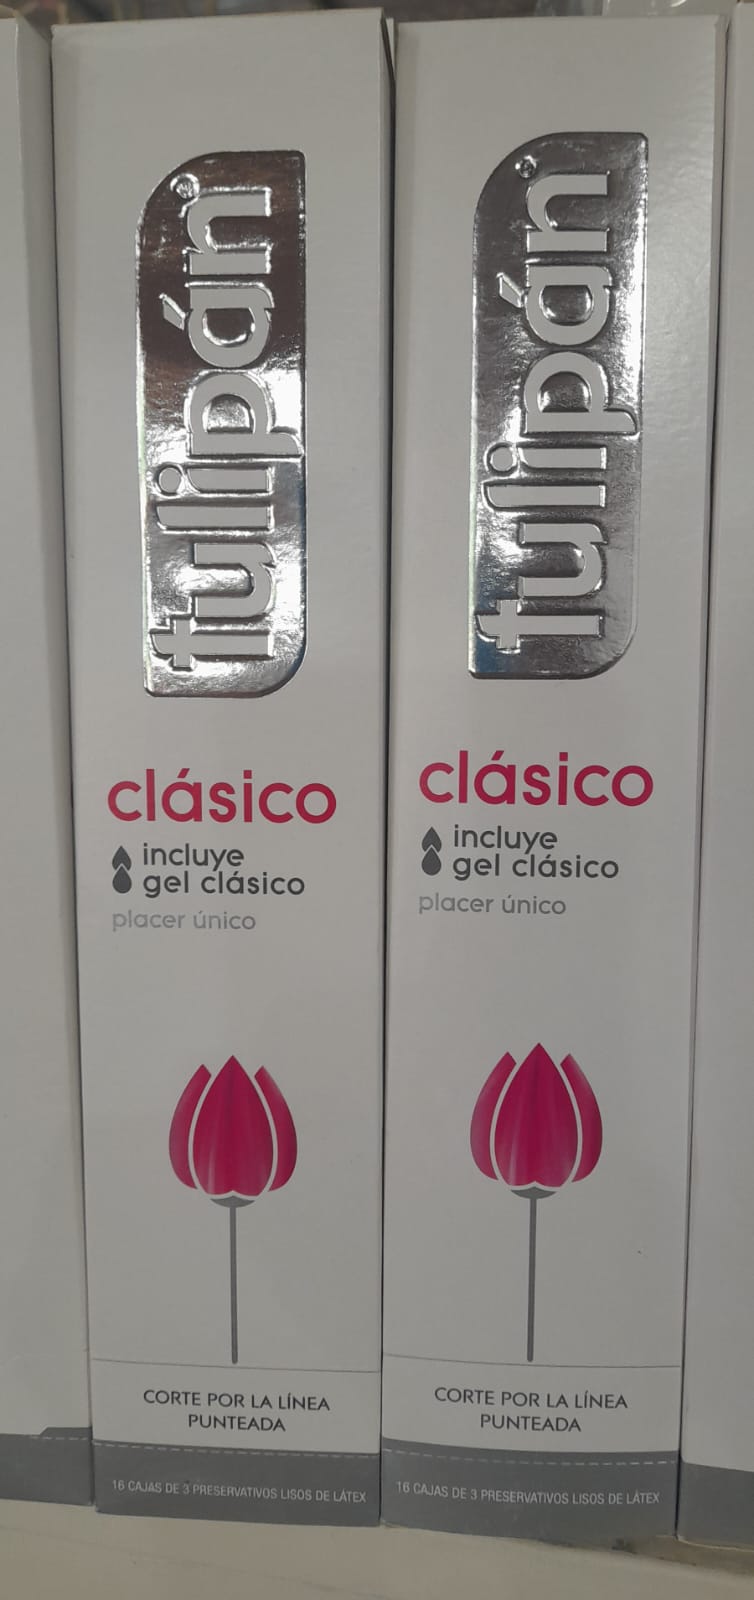 tulipán®
clásico
incluye
gel clásico
placer único
CORTE POR LA LÍNEA
PUNTEADA
16 CAJAS DE 3 PRESERVATIVOS LISOS DE LÁTEX
tulipán®
clásico
incluye
gel clásico
placer único
CORTE POR LA LÍNEA
PUNTEADA
16 CAJAS DE 3 PRESERVATIVOS LISOS DE LÁTEX